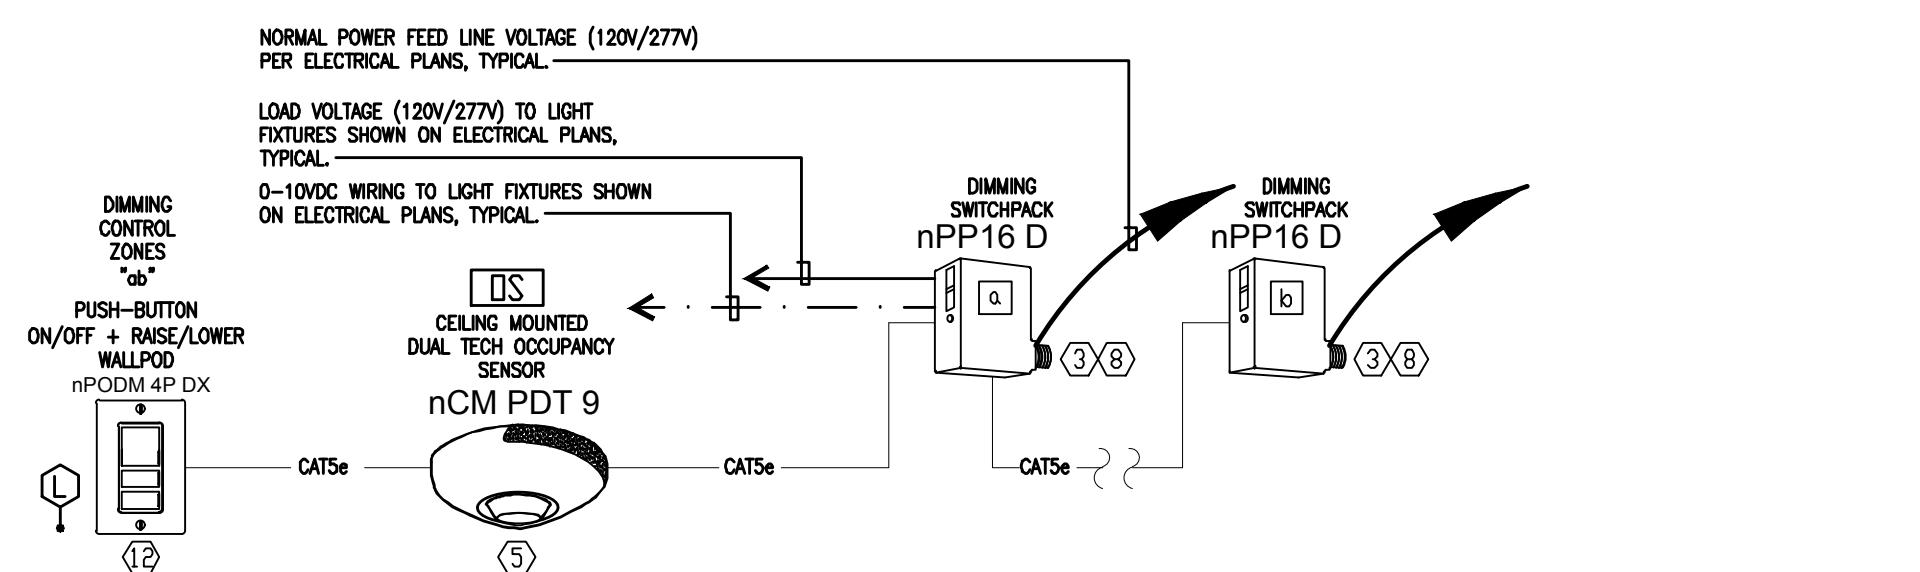 NORMAL POWER FEED LINE VOLTAGE (120V/277V)
PER ELECTRICAL PLANS, TYPICAL.
LOAD VOLTAGE (120V/277V) TO LIGHT
FIXTURES SHOWN ON ELECTRICAL PLANS,
TYPICAL.
0-10VDC WIRING TO LIGHT FIXTURES SHOWN
ON ELECTRICAL PLANS, TYPICAL.
DIMMING
CONTROL
ZONES
"ab"
PUSH-BUTTON
ON/OFF + RAISE/LOWER
WALLPOD
nPODM 4P DX
L
12
CAT5e
OS
CEILING MOUNTED
DUAL TECH OCCUPANCY
SENSOR
nCM PDT 9
5
CAT5e
DIMMING
SWITCHPACK
nPP16 D
a
3 8
CAT5e
DIMMING
SWITCHPACK
nPP16 D
b
3 8